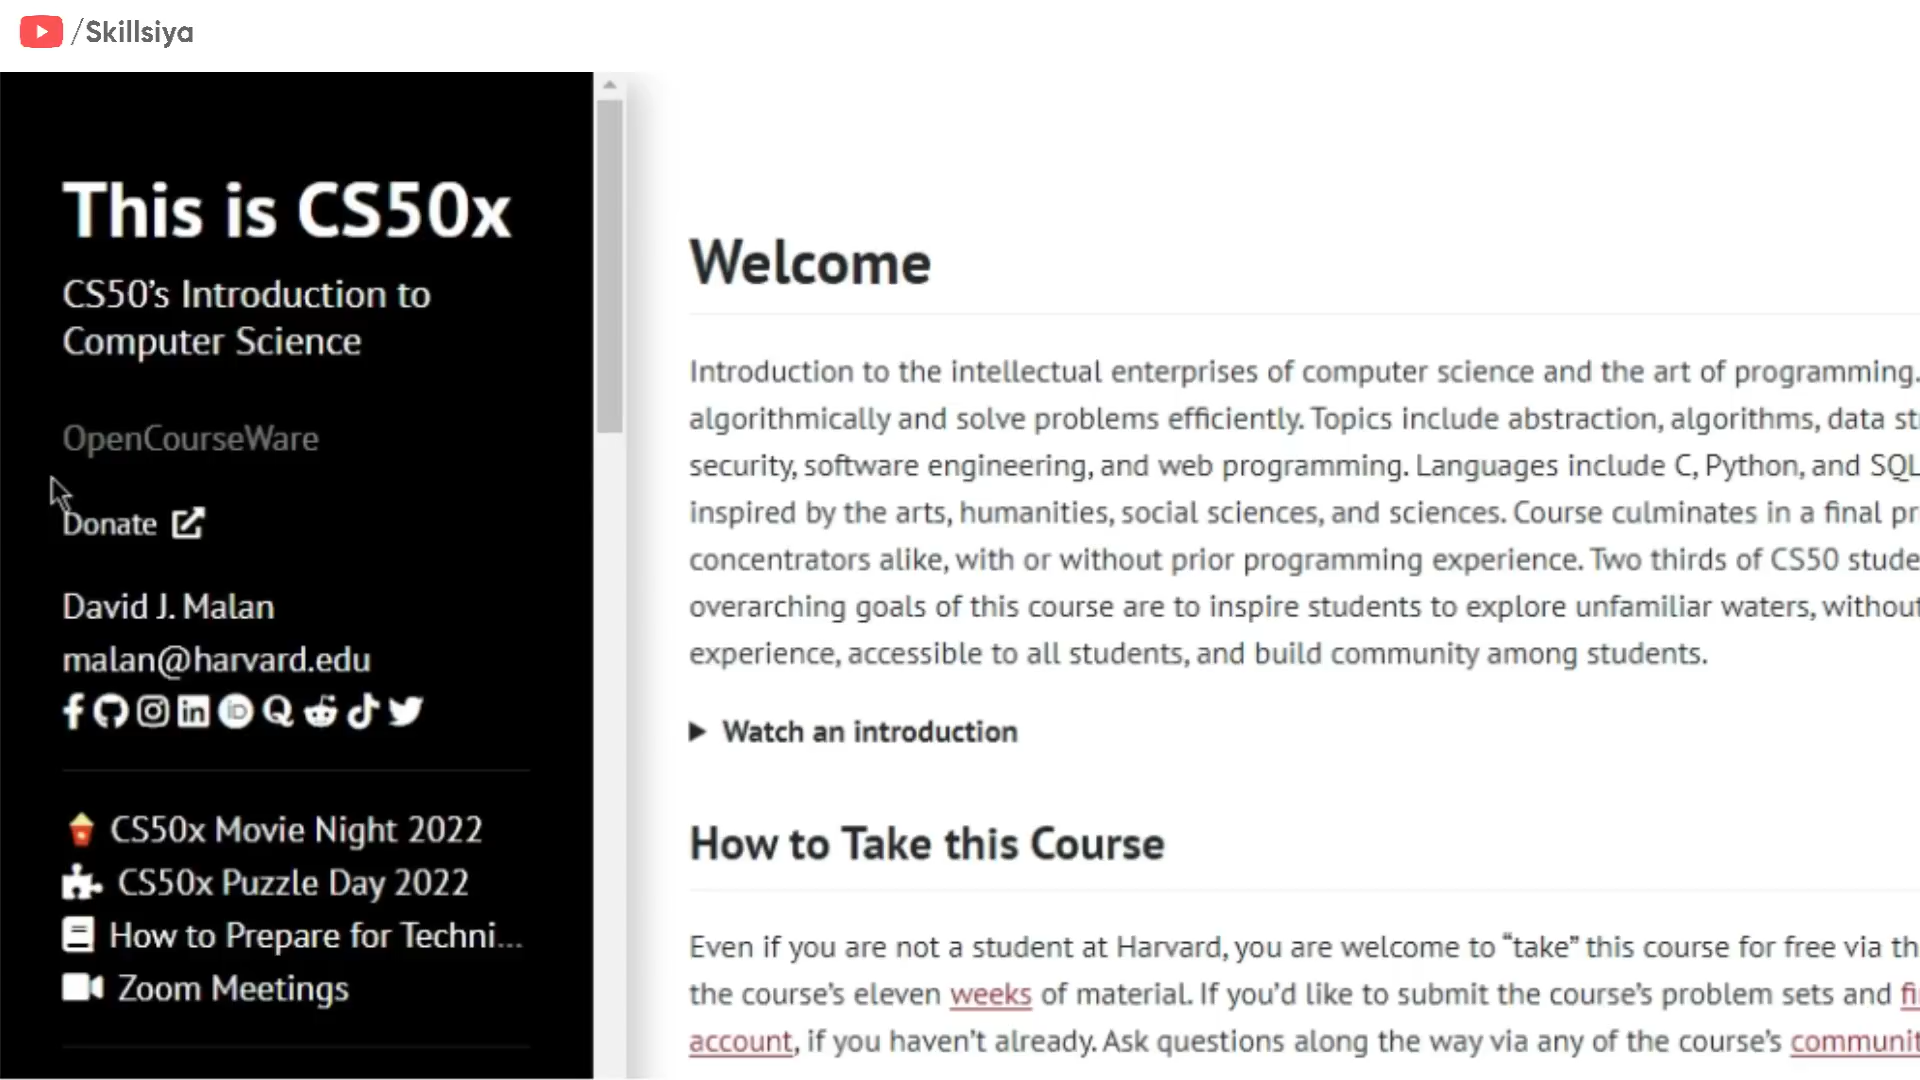 /Skillsiya
This is CS50x
CS50’s Introduction to
Computer Science
OpenCourseWare
Donate
David J. Malan
malan@harvard.edu
CS50x Movie Night 2022
CS50x Puzzle Day 2022
How to Prepare for Techni...
Zoom Meetings
Welcome
Introduction to the intellectual enterprises of computer science and the art of programming.
algorithmically and solve problems efficiently. Topics include abstraction, algorithms, data
security, software engineering, and web programming. Languages include C, Python, and SQL
inspired by the arts, humanities, social sciences, and sciences. Course culminates in a final
concentrators alike, with or without prior programming experience. Two thirds of CS50
overarching goals of this course are to inspire students to explore unfamiliar waters,
experience, accessible to all students, and build community among students.
Watch an introduction
How to Take this Course
Even if you are not a student at Harvard, you are welcome to “take” this course for free via
the course’s eleven weeks of material. If you’d like to submit the course’s problem sets and
account, if you haven’t already. Ask questions along the way via any of the course’s